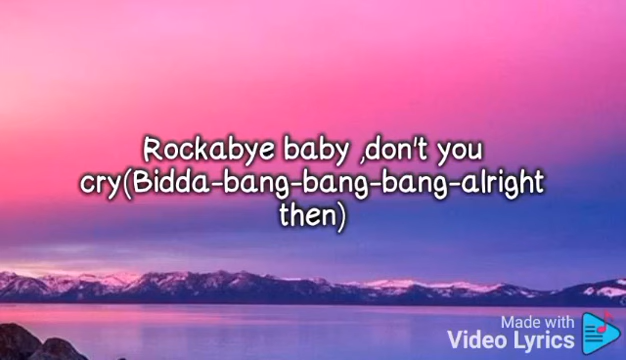 Rockabye baby ,don't you
cry(Bidda-bang-bang-bang-alright
then)
Made with
Video Lyrics